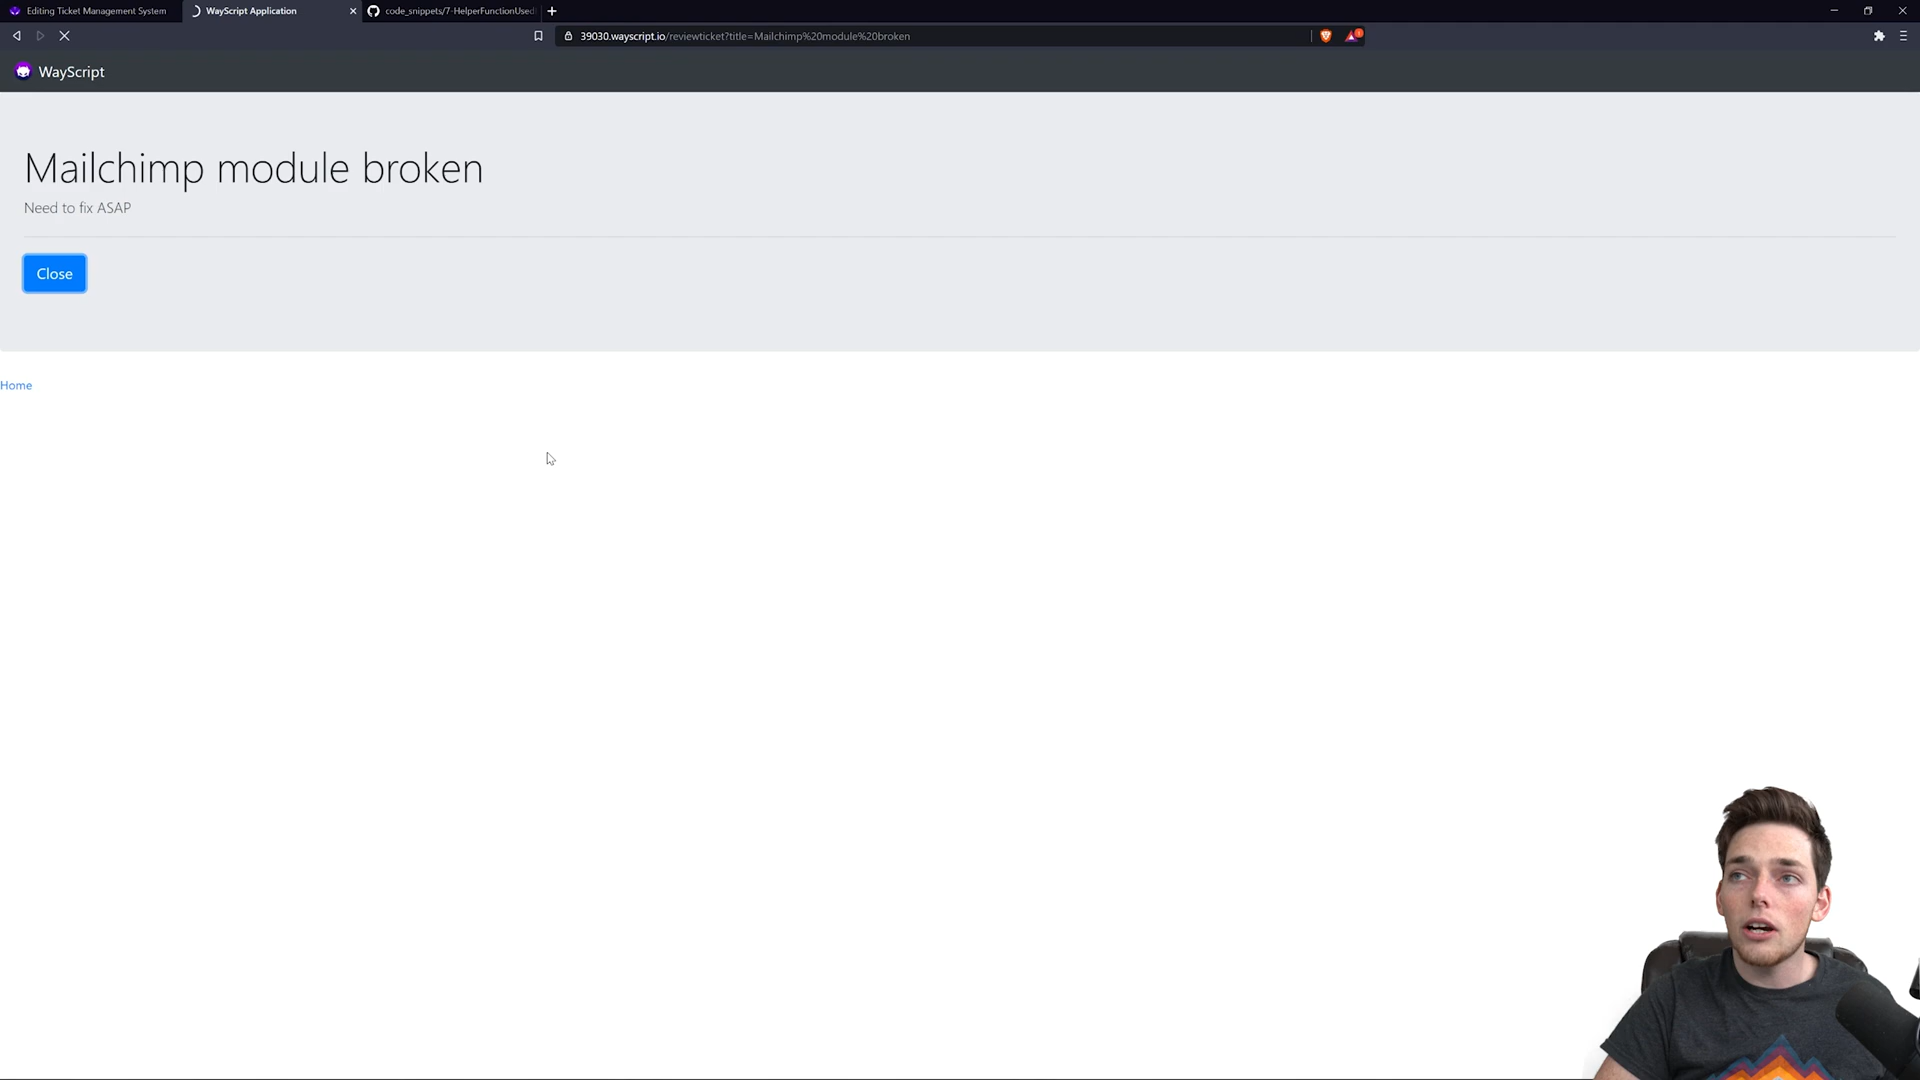 Editing Ticket Management System
WayScript Application
code_snippets/7-HelperFunctionUsed
39030.wayscript.io/reviewticket?title=Mailchimp%20module%20broken
WayScript
Mailchimp module broken
Need to fix ASAP
Close
Home